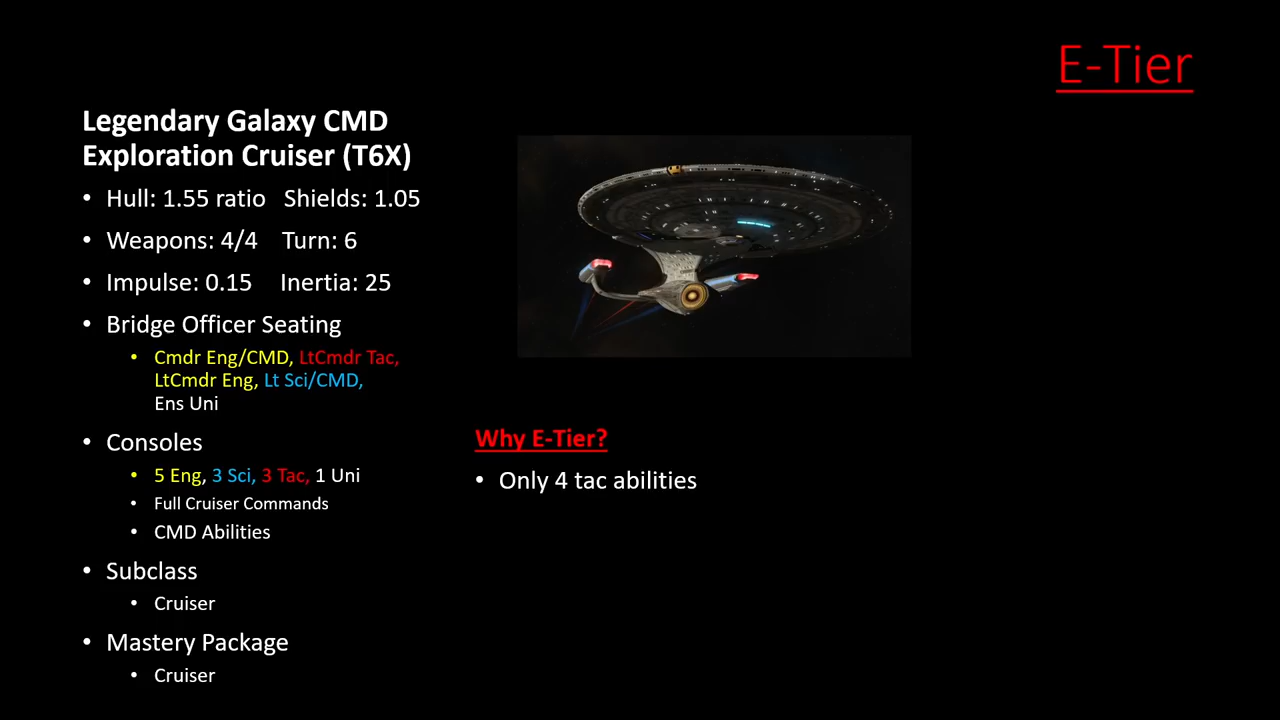 E-Tier
Legendary Galaxy CMD
Exploration Cruiser (T6X)
• Hull: 1.55 ratio Shields: 1.05
• Weapons: 4/4 Turn: 6
• Impulse: 0.15 Inertia: 25
• Bridge Officer Seating
• Cmdr Eng/CMD, LtCmdr Tac,
LtCmdr Eng, Lt Sci/CMD,
Ens Uni
• Consoles
• 5 Eng, 3 Sci, 3 Tac, 1 Uni
• Full Cruiser Commands
• CMD Abilities
• Subclass
• Cruiser
• Mastery Package
• Cruiser
Why E-Tier?
• Only 4 tac abilities